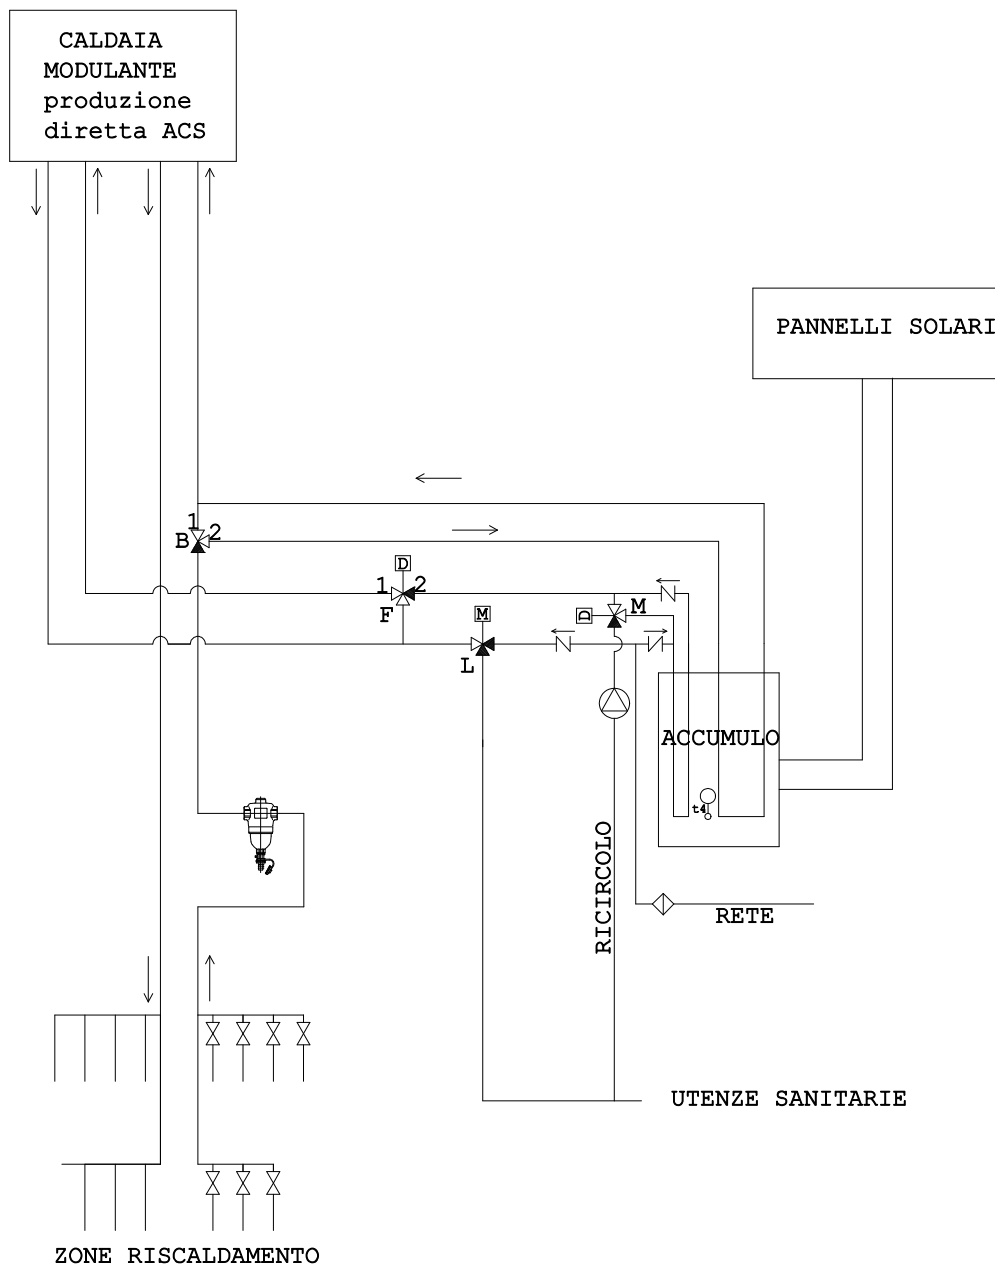 CALDAIA
MODULANTE
produzione
diretta ACS
PANNELLI SOLARI
1
2
B
D
1
2
F
M
D
M
L
ACCUMULO
t4
RICIRCOLO
RETE
UTENZE SANITARIE
ZONE RISCALDAMENTO